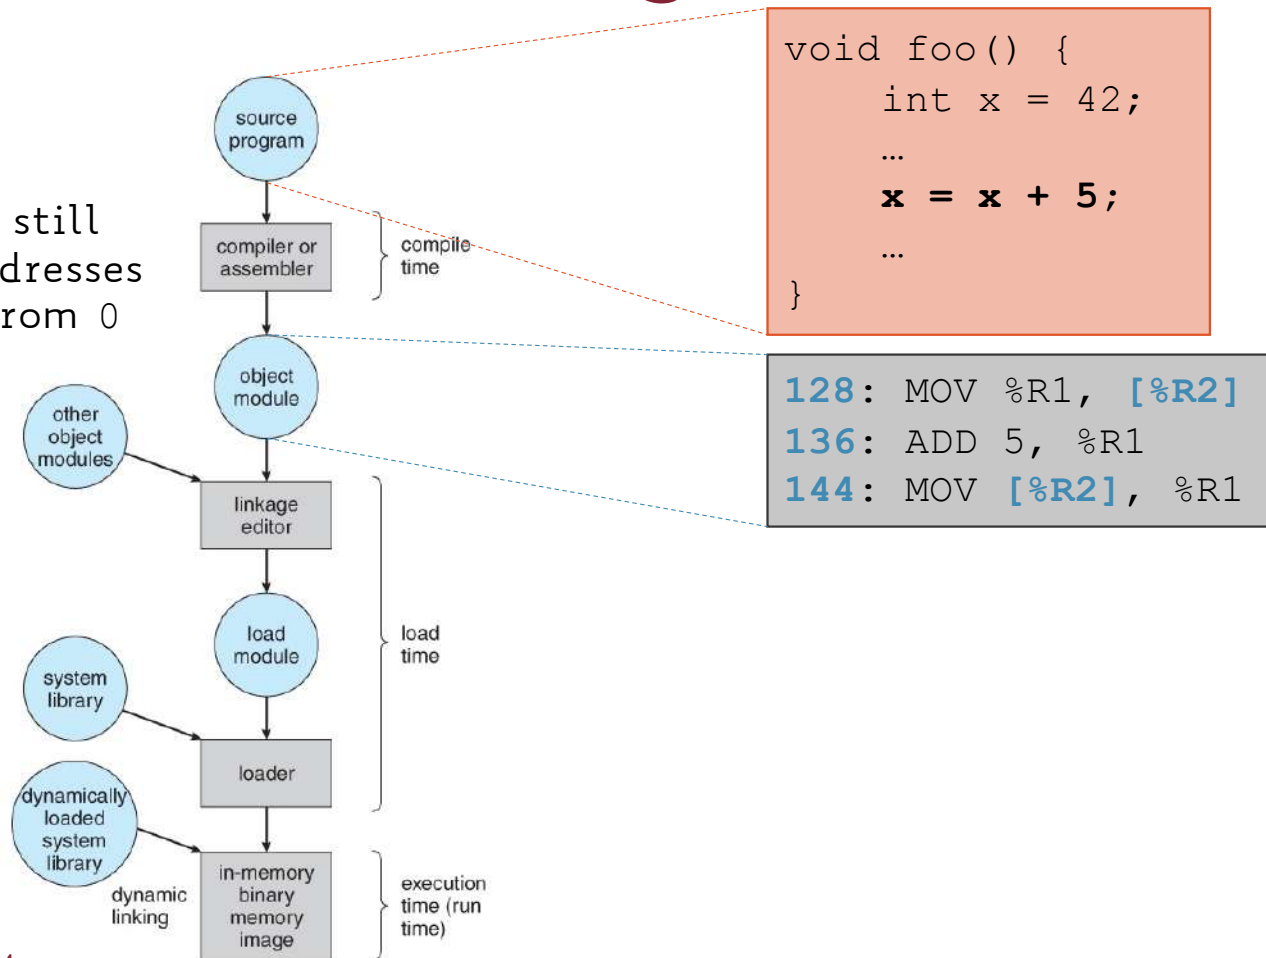 void foo() {
int x = 42;
…
x = x + 5;
…
}
source
program
still
dresses
rom 0
compiler or
assembler
compile
time
128: MOV %R1, [%R2]
136: ADD 5, %R1
144: MOV [%R2], %R1
object
module
other
object
modules
linkage
editor
load
module
load
time
system
library
loader
dynamically
loaded
system
library
dynamic
linking
in-memory
binary
memory
image
execution
time (run
time)